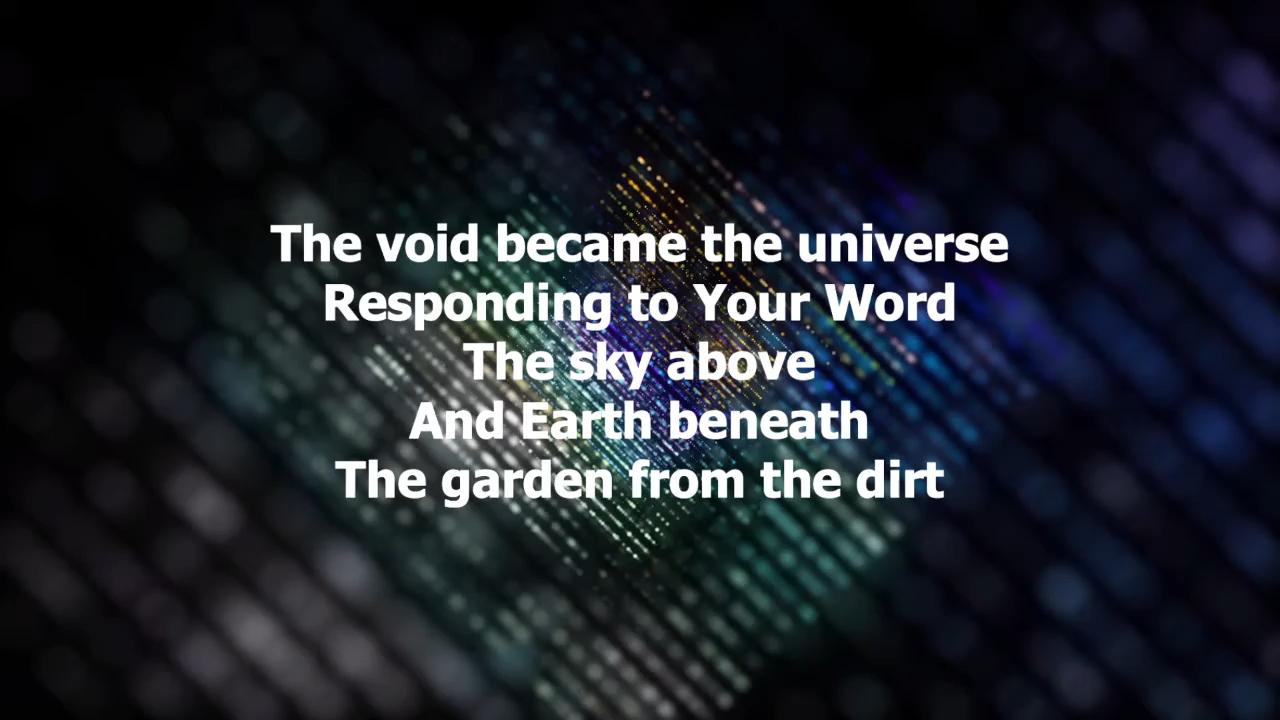 The void became the universe
Responding to Your Word
The sky above
And Earth beneath
The garden from the dirt